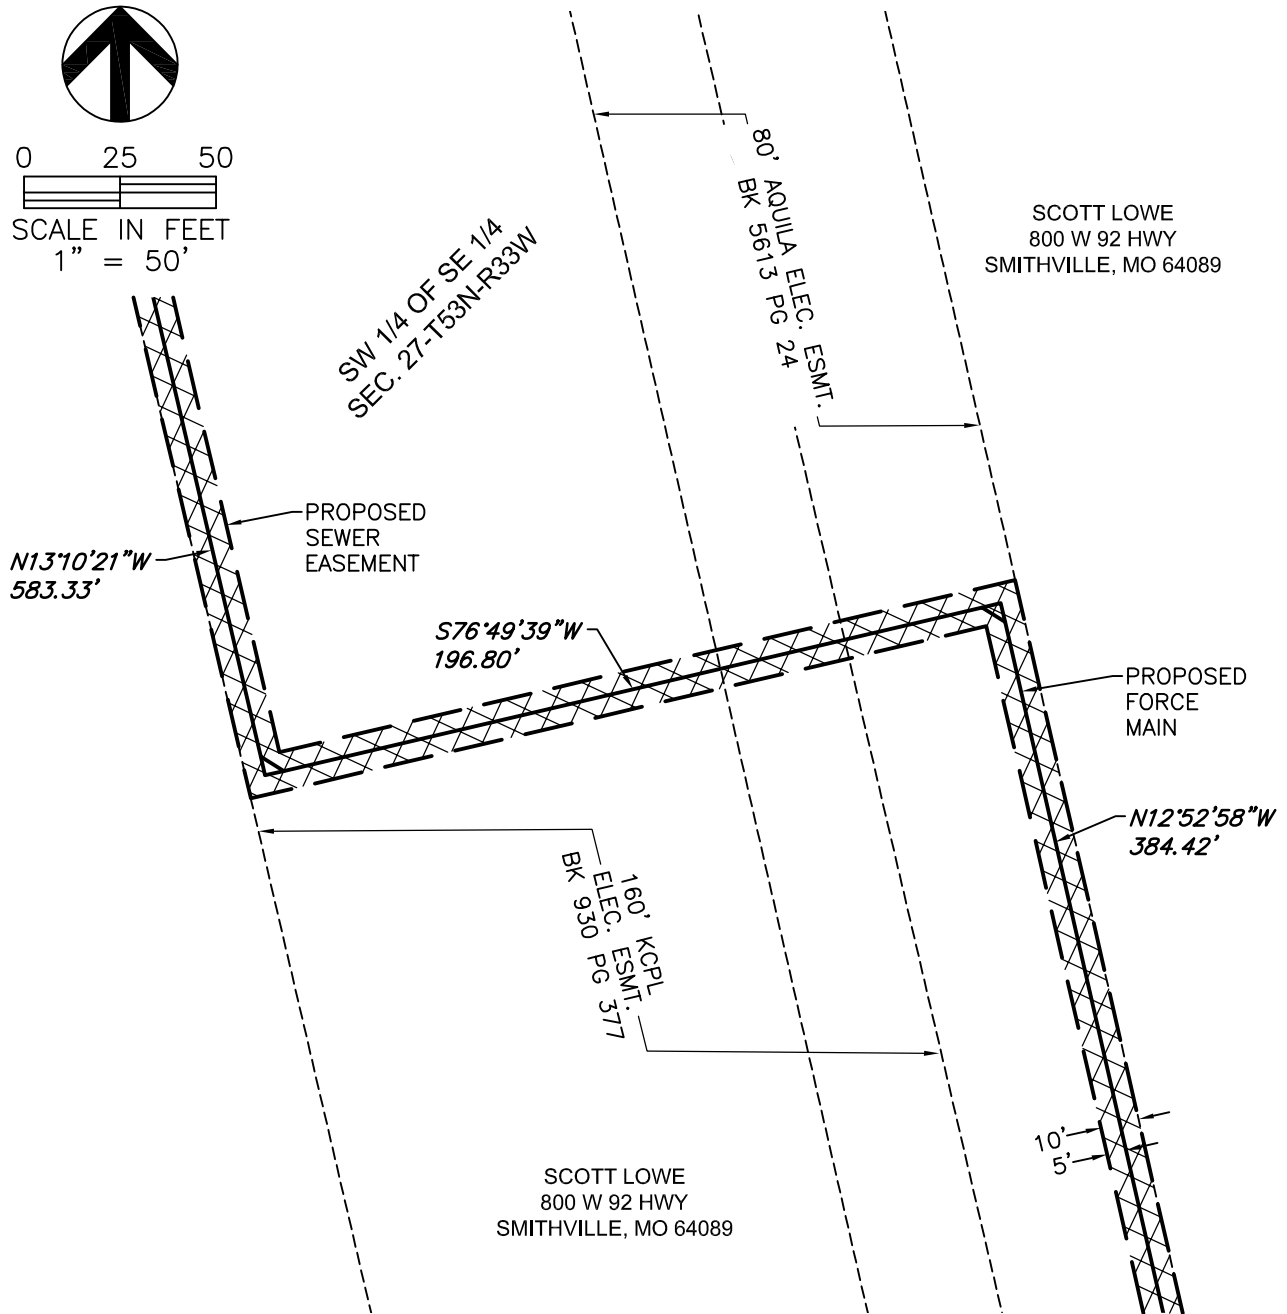 0 25 50
SCALE IN FEET
1" = 50'
SW 1/4 OF SE 1/4
SEC. 27-T53N-R33W
80' AQUILA ELEC. ESMT.
BK 5613 PG 24
SCOTT LOWE
800 W 92 HWY
SMITHVILLE, MO 64089
PROPOSED
SEWER
EASEMENT
N13°10'21"W
583.33'
S76°49'39"W
196.80'
PROPOSED
FORCE
MAIN
N12°52'58"W
384.42'
160' KCPL
ELEC. ESMT.
BK 930 PG 377
10'
5'
SCOTT LOWE
800 W 92 HWY
SMITHVILLE, MO 64089